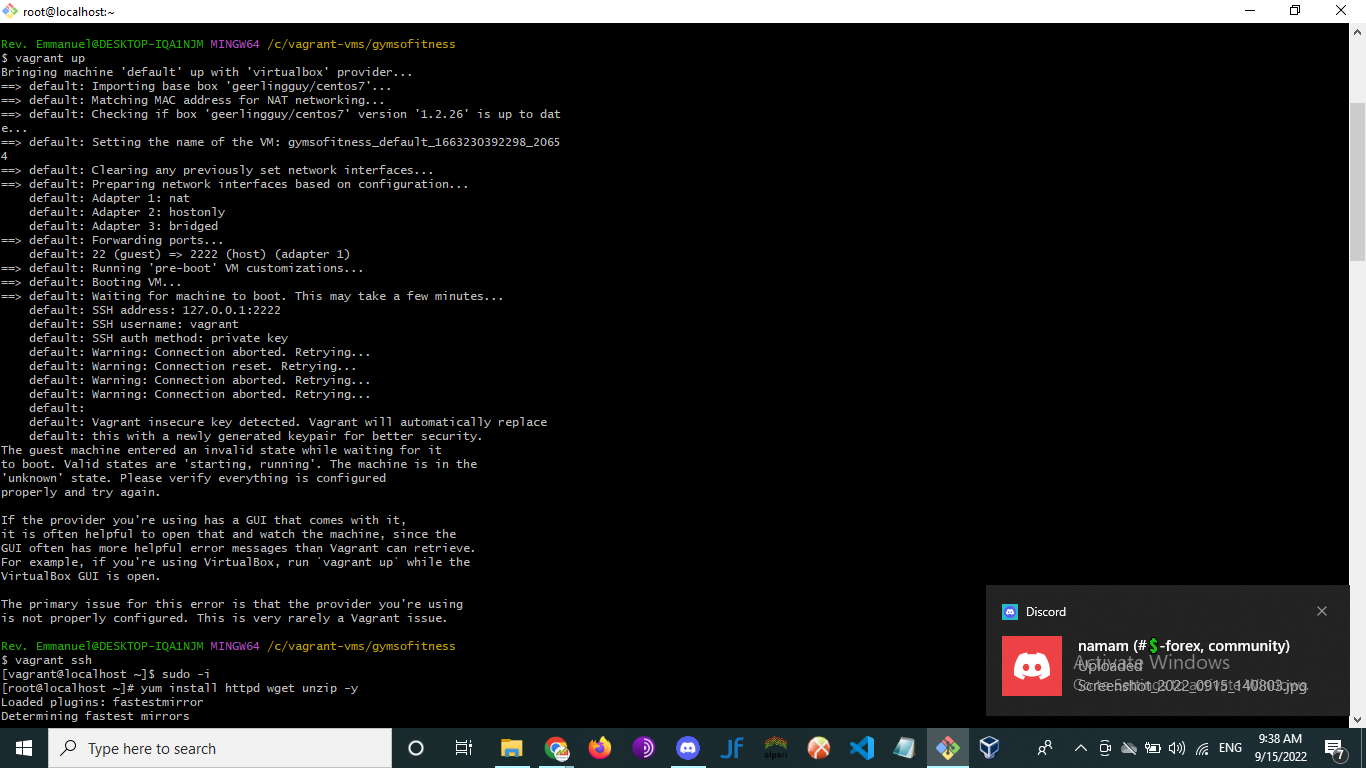 root@localhost:~
Rev. Emmanuel@DESKTOP-IQA1NJM MINGW64 /c/vagrant-vms/gymsofitness
$ vagrant up
Bringing machine 'default' up with 'virtualbox' provider...
==> default: Importing base box 'geerlingguy/centos7'...
==> default: Matching MAC address for NAT networking...
==> default: Checking if box 'geerlingguy/centos7' version '1.2.26' is up to dat
e...
==> default: Setting the name of the VM: gymsofitness_default_1663230392298_2065
4
==> default: Clearing any previously set network interfaces...
==> default: Preparing network interfaces based on configuration...
    default: Adapter 1: nat
    default: Adapter 2: hostonly
    default: Adapter 3: bridged
==> default: Forwarding ports...
    default: 22 (guest) => 2222 (host) (adapter 1)
==> default: Running 'pre-boot' VM customizations...
==> default: Booting VM...
==> default: Waiting for machine to boot. This may take a few minutes...
    default: SSH address: 127.0.0.1:2222
    default: SSH username: vagrant
    default: SSH auth method: private key
    default: Warning: Connection aborted. Retrying...
    default: Warning: Connection reset. Retrying...
    default: Warning: Connection aborted. Retrying...
    default: Warning: Connection aborted. Retrying...
    default:
    default: Vagrant insecure key detected. Vagrant will automatically replace
    default: this with a newly generated keypair for better security.
The guest machine entered an invalid state while waiting for it
to boot. Valid states are 'starting, running'. The machine is in the
'unknown' state. Please verify everything is configured
properly and try again.
If the provider you're using has a GUI that comes with it,
it is often helpful to open that and watch the machine, since the
GUI often has more helpful error messages than Vagrant can retrieve.
For example, if you're using VirtualBox, run `vagrant up` while the
VirtualBox GUI is open.
The primary issue for this error is that the provider you're using
is not properly configured. This is very rarely a Vagrant issue.
Rev. Emmanuel@DESKTOP-IQA1NJM MINGW64 /c/vagrant-vms/gymsofitness
$ vagrant ssh
[vagrant@localhost ~]$ sudo -i
[root@localhost ~]# yum install httpd wget unzip -y
Loaded plugins: fastestmirror
Determining fastest mirrors
Discord
namam (#💲-forex, community)
Uploaded
Screenshot_2022_0915_140803.jpg
Activate Windows
Go to Settings to activate Windows.
Type here to search
JF
ENG
9:38 AM
9/15/2022
7